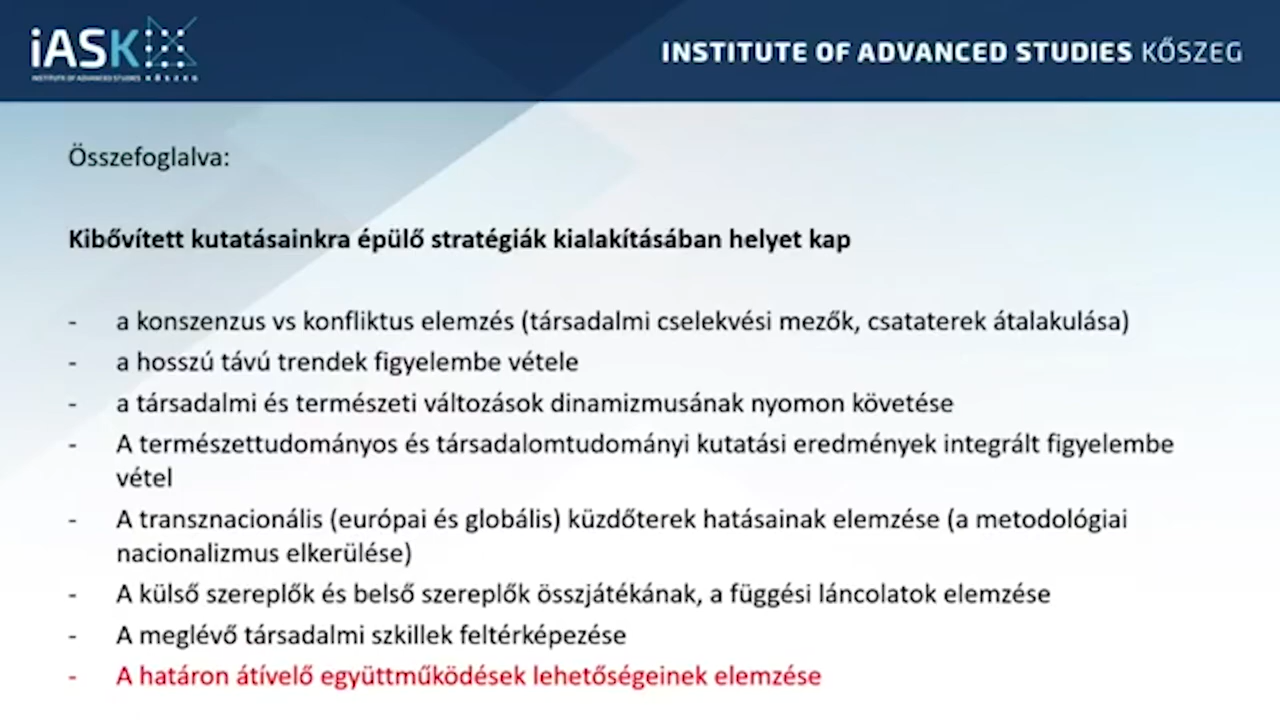 iASK
INSTITUTE OF ADVANCED STUDIES KŐSZEG
INSTITUTE OF ADVANCED STUDIES KŐSZEG
Összefoglalva:
Kibővített kutatásainkra épülő stratégiák kialakításában helyet kap
- a konszenzus vs konfliktus elemzés (társadalmi cselekvési mezők, csataterek átalakulása)
- a hosszú távú trendek figyelembe vétele
- a társadalmi és természeti változások dinamizmusának nyomon követése
- A természettudományos és társadalomtudományi kutatási eredmények integrált figyelembe
vétel
- A transznacionális (európai és globális) küzdőterek hatásainak elemzése (a metodológiai
nacionalizmus elkerülése)
- A külső szereplők és belső szereplők összjátékának, a függési láncolatok elemzése
- A meglévő társadalmi szkillek feltérképezése
- A határon átívelő együttműködések lehetőségeinek elemzése